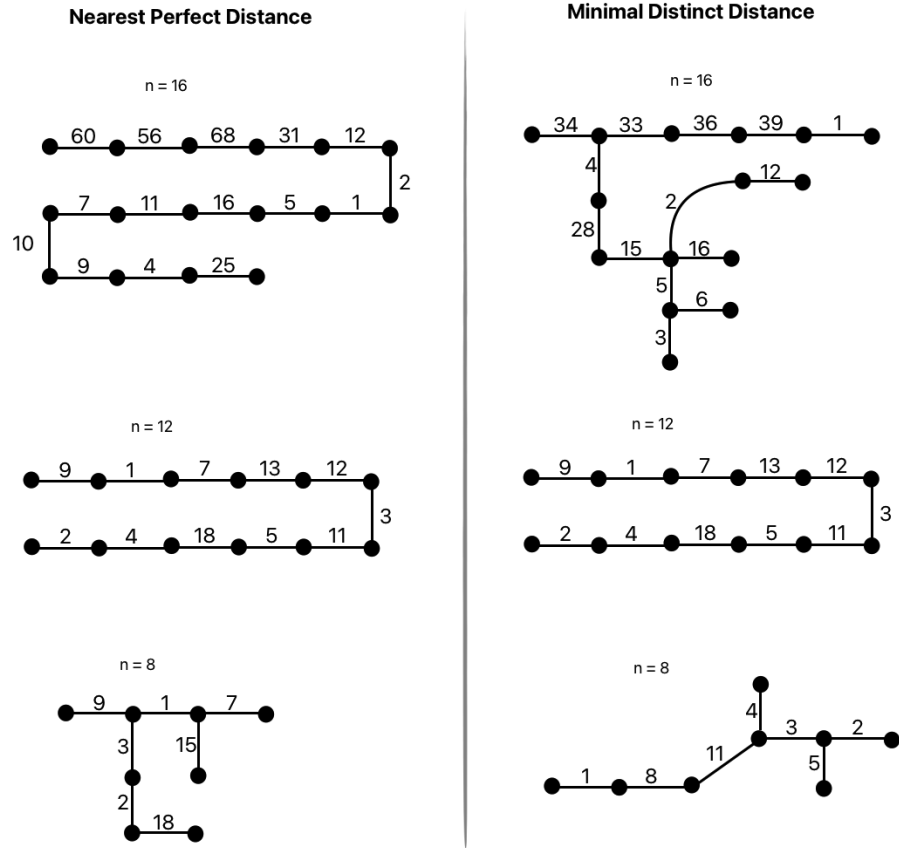 Nearest Perfect Distance
n = 16
60 56 68 31 12
2
7 11 16 5 1
10
9 4 25
n = 12
9 1 7 13 12
3
2 4 18 5 11
n = 8
9 1 7
3 15
2
18
Minimal Distinct Distance
n = 16
34 33 36 39 1
4
12
2
28
15 16
5
6
3
n = 12
9 1 7 13 12
3
2 4 18 5 11
n = 8
4
3 2
11
5
1 8